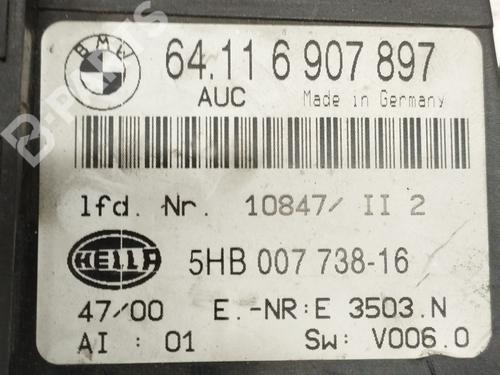 BMW
64.11 6 907 897
AUC Made in Germany
lfd. Nr. 10847/ II 2
HELLA 5HB 007 738-16
47/00 E.-NR:E 3503.N
AI : 01 Sw: V006.0
B-PARTS